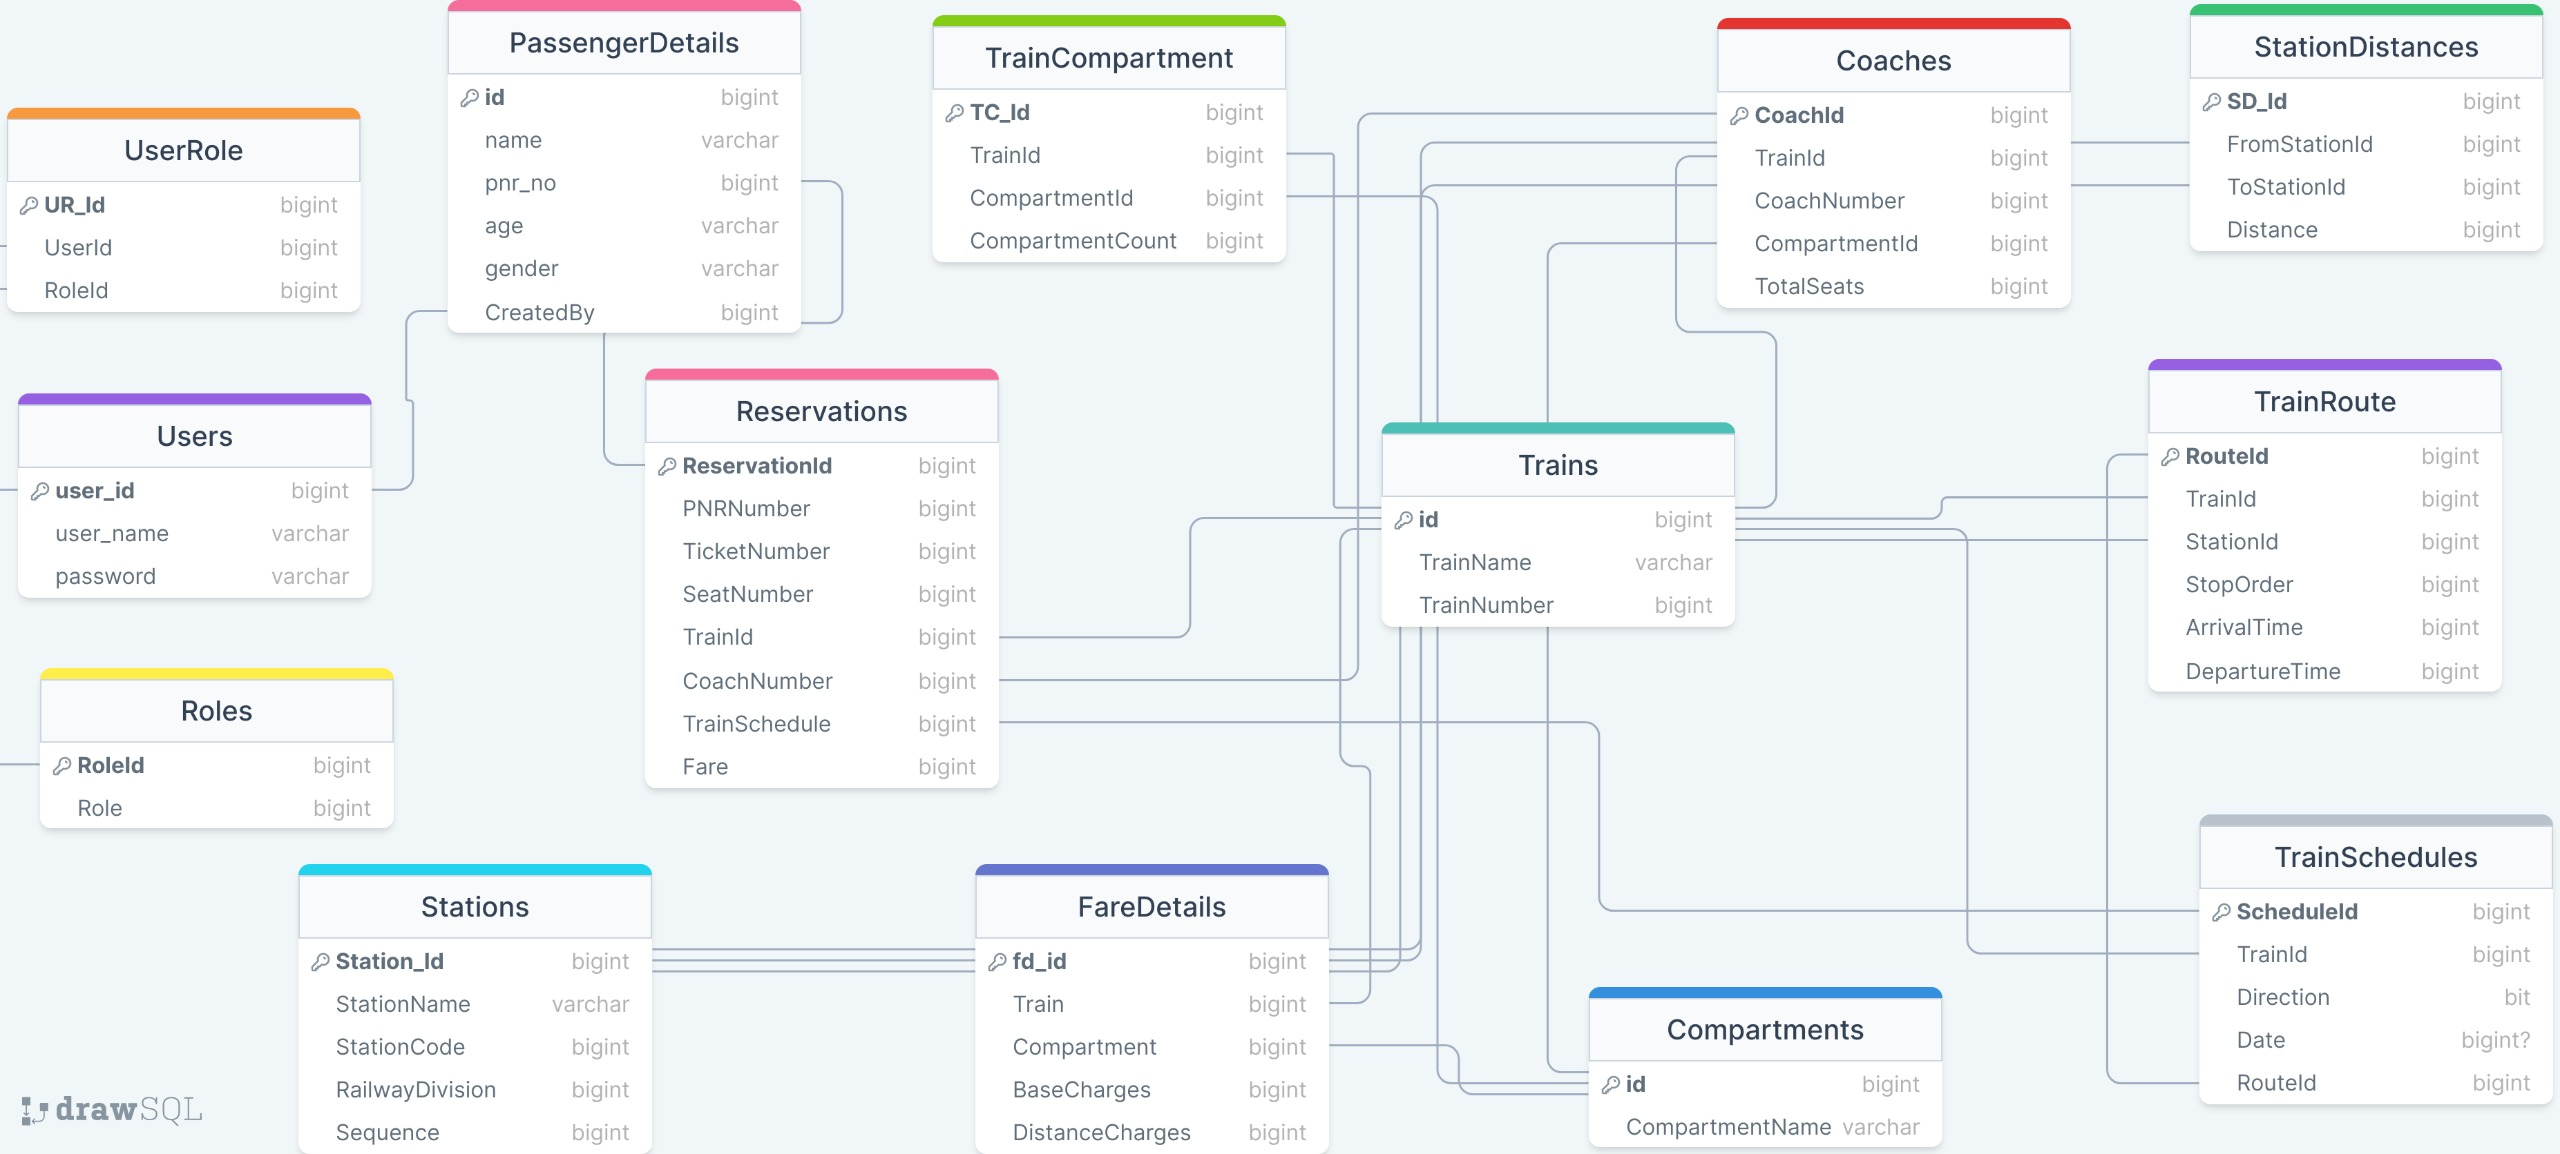 PassengerDetails
id bigint
name varchar
pnr_no bigint
age varchar
gender varchar
CreatedBy bigint
TrainCompartment
TC_Id bigint
TrainId bigint
CompartmentId bigint
CompartmentCount bigint
Coaches
CoachId bigint
TrainId bigint
CoachNumber bigint
CompartmentId bigint
TotalSeats bigint
StationDistances
SD_Id bigint
FromStationId bigint
ToStationId bigint
Distance bigint
UserRole
UR_Id bigint
UserId bigint
RoleId bigint
Users
user_id bigint
user_name varchar
password varchar
Reservations
ReservationId bigint
PNRNumber bigint
TicketNumber bigint
SeatNumber bigint
TrainId bigint
CoachNumber bigint
TrainSchedule bigint
Fare bigint
Trains
id bigint
TrainName varchar
TrainNumber bigint
TrainRoute
RouteId bigint
TrainId bigint
StationId bigint
StopOrder bigint
ArrivalTime bigint
DepartureTime bigint
Roles
RoleId bigint
Role bigint
Stations
Station_Id bigint
StationName varchar
StationCode bigint
RailwayDivision bigint
Sequence bigint
FareDetails
fd_id bigint
Train bigint
Compartment bigint
BaseCharges bigint
DistanceCharges bigint
Compartments
id bigint
CompartmentName varchar
TrainSchedules
ScheduleId bigint
TrainId bigint
Direction bit
Date bigint?
RouteId bigint
drawSQL